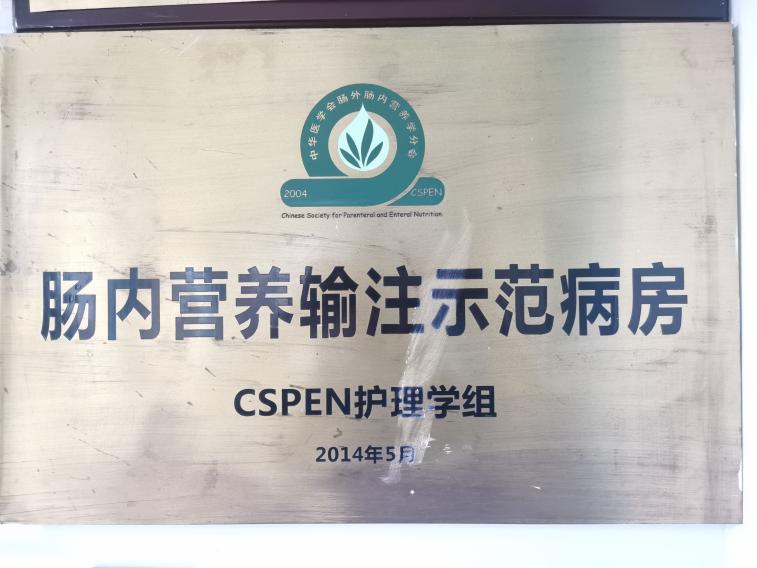 中华医学会肠外肠内营养学分会
2004 CSPEN
Chinese Society for Parenteral and Enteral Nutrition
肠内营养输注示范病房
CSPEN护理学组
2014年5月